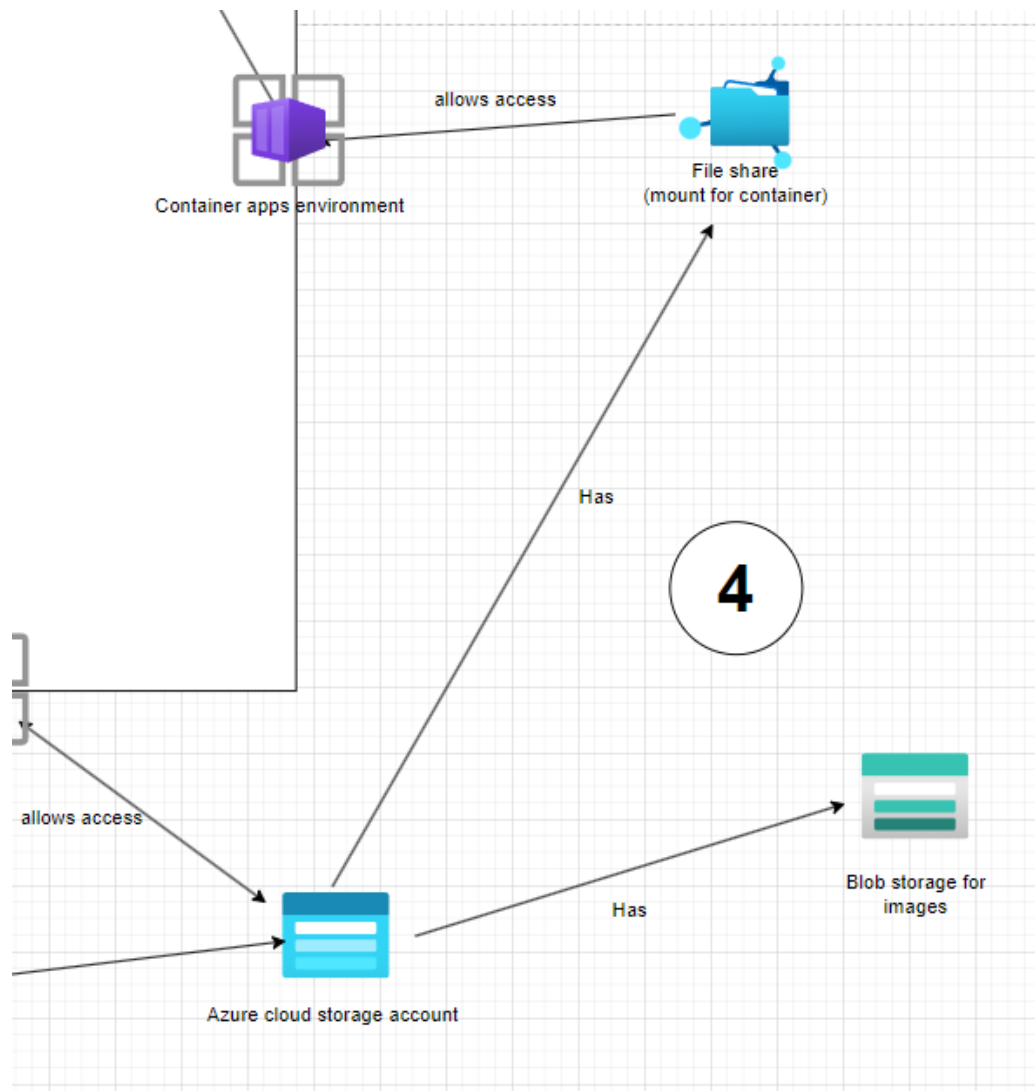 allows access
File share
(mount for container)
Container apps environment
Has
4
allows access
Blob storage for
images
Has
Azure cloud storage account